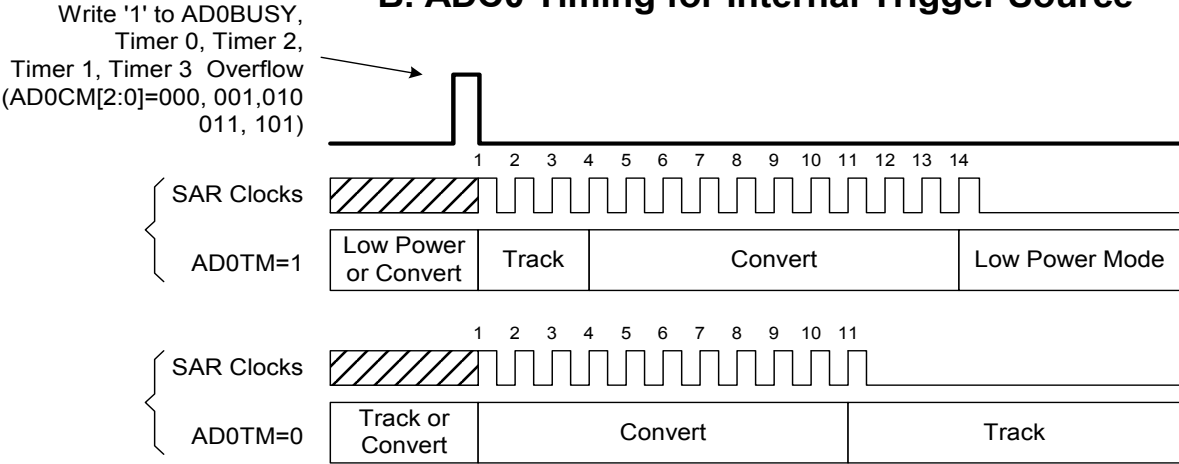 B. ADC0 Timing for Internal Trigger Source
Write '1' to AD0BUSY,
Timer 0, Timer 2,
Timer 1, Timer 3 Overflow
(AD0CM[2:0]=000, 001,010
011, 101)
1 2 3 4 5 6 7 8 9 10 11 12 13 14
SAR Clocks
AD0TM=1
Low Power
or Convert
Track
Convert
Low Power Mode
1 2 3 4 5 6 7 8 9 10 11
SAR Clocks
AD0TM=0
Track or
Convert
Convert
Track